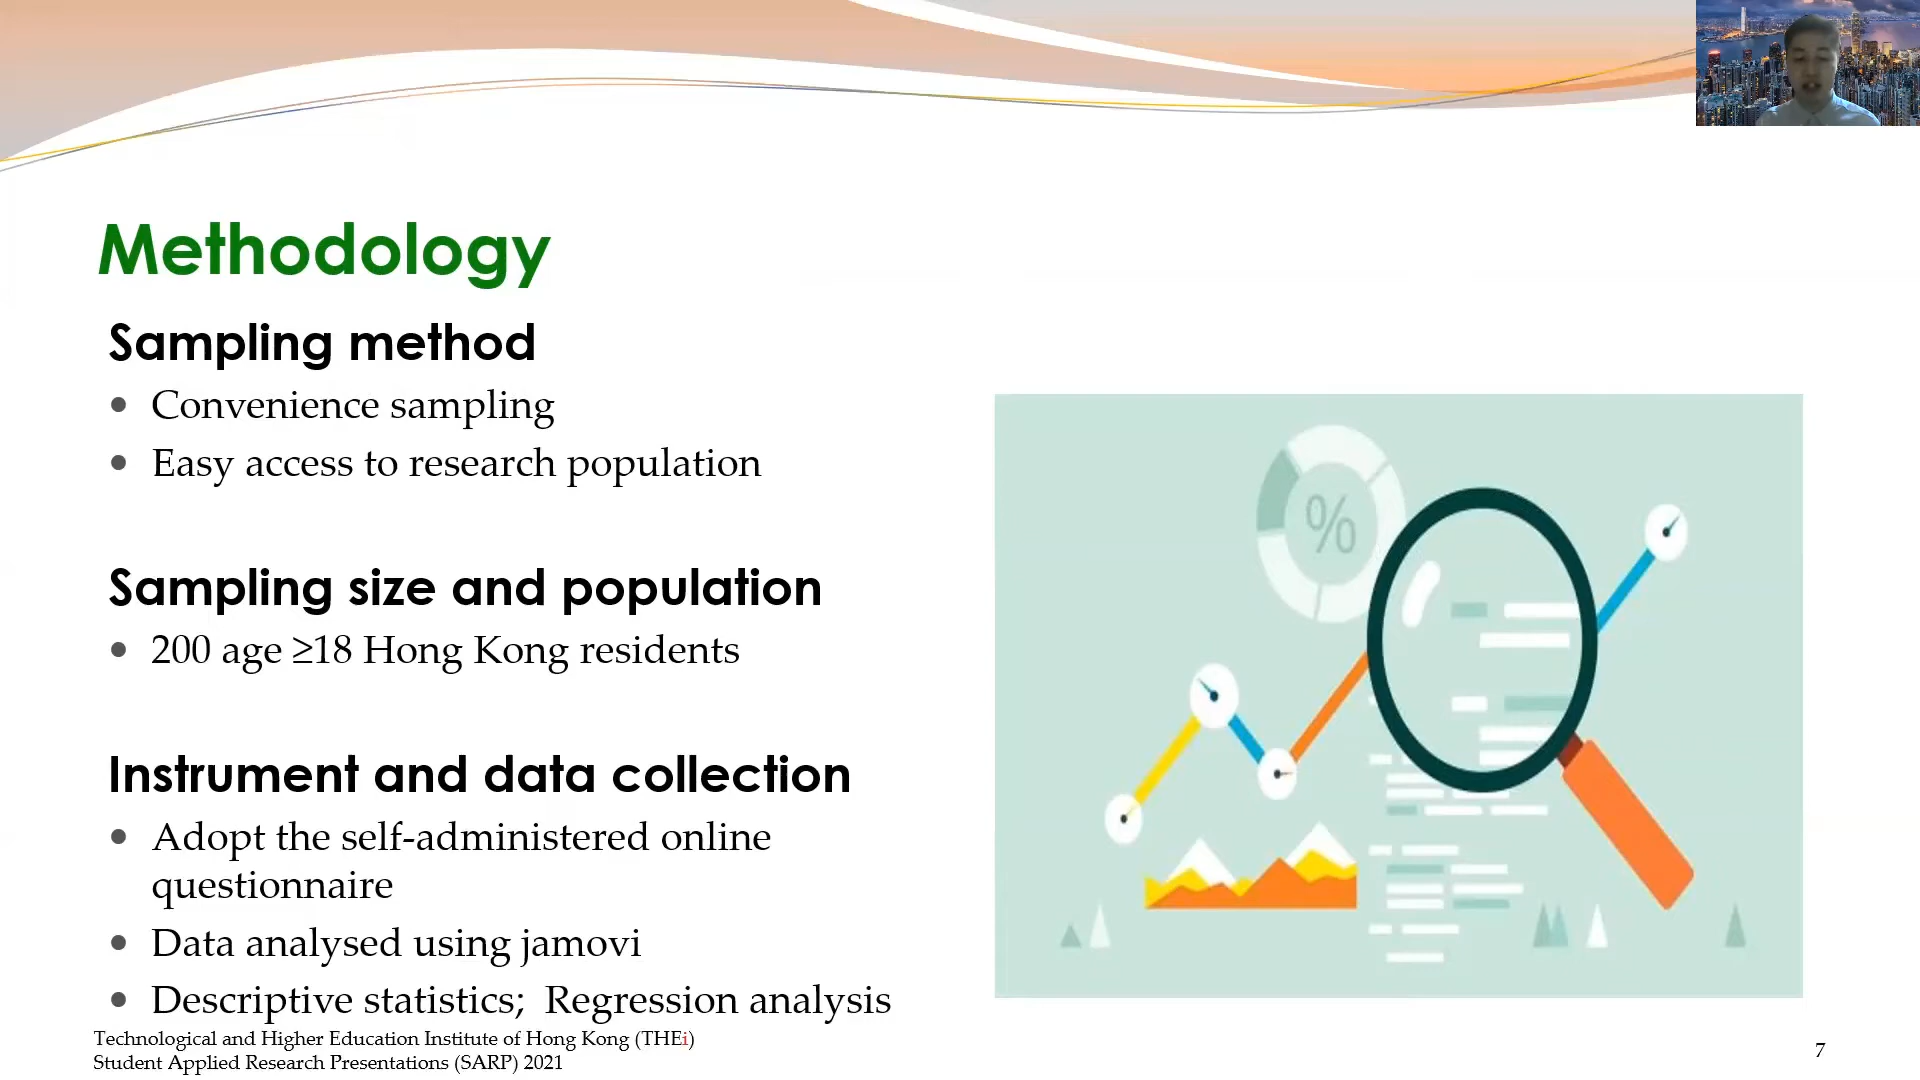 Methodology
Sampling method
• Convenience sampling
• Easy access to research population
Sampling size and population
• 200 age ≥18 Hong Kong residents
Instrument and data collection
• Adopt the self-administered online
questionnaire
• Data analysed using jamovi
• Descriptive statistics;  Regression analysis
%
Technological and Higher Education Institute of Hong Kong (THEi)
Student Applied Research Presentations (SARP) 2021
7